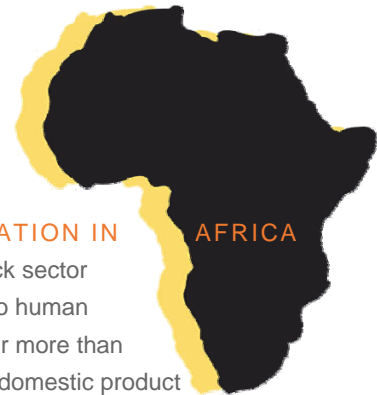 ATION IN AFRICA
ck sector
o human
r more than
domestic product